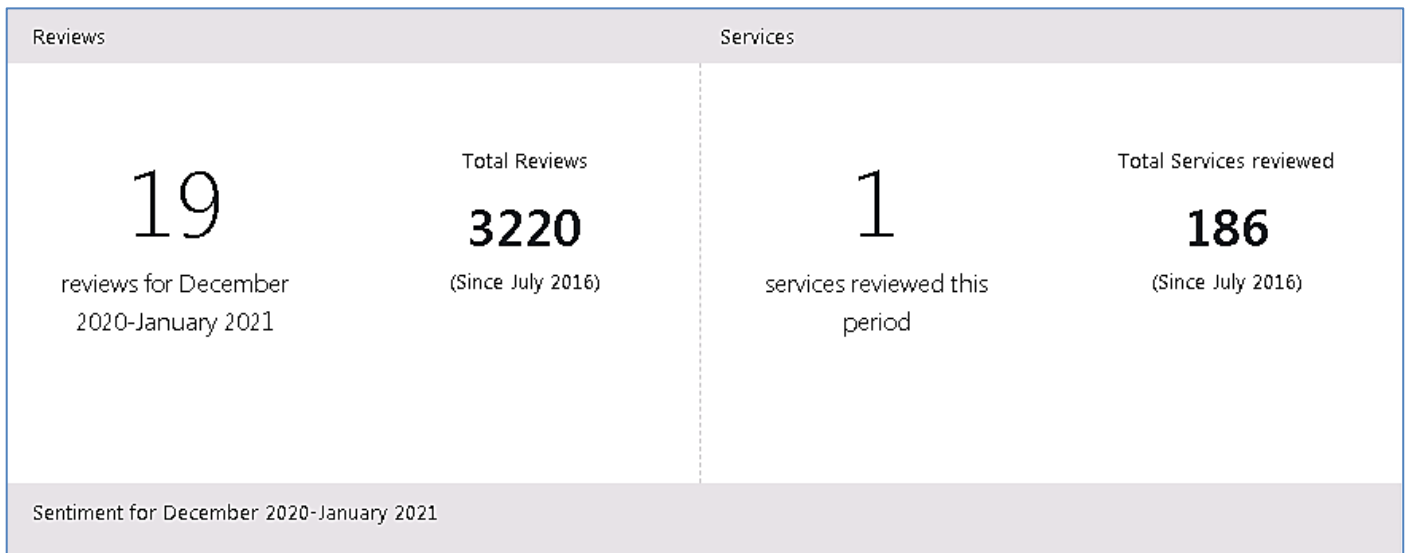 Reviews
Services
19
reviews for December
2020-January 2021
Total Reviews
3220
(Since July 2016)
1
services reviewed this
period
Total Services reviewed
186
(Since July 2016)
Sentiment for December 2020-January 2021